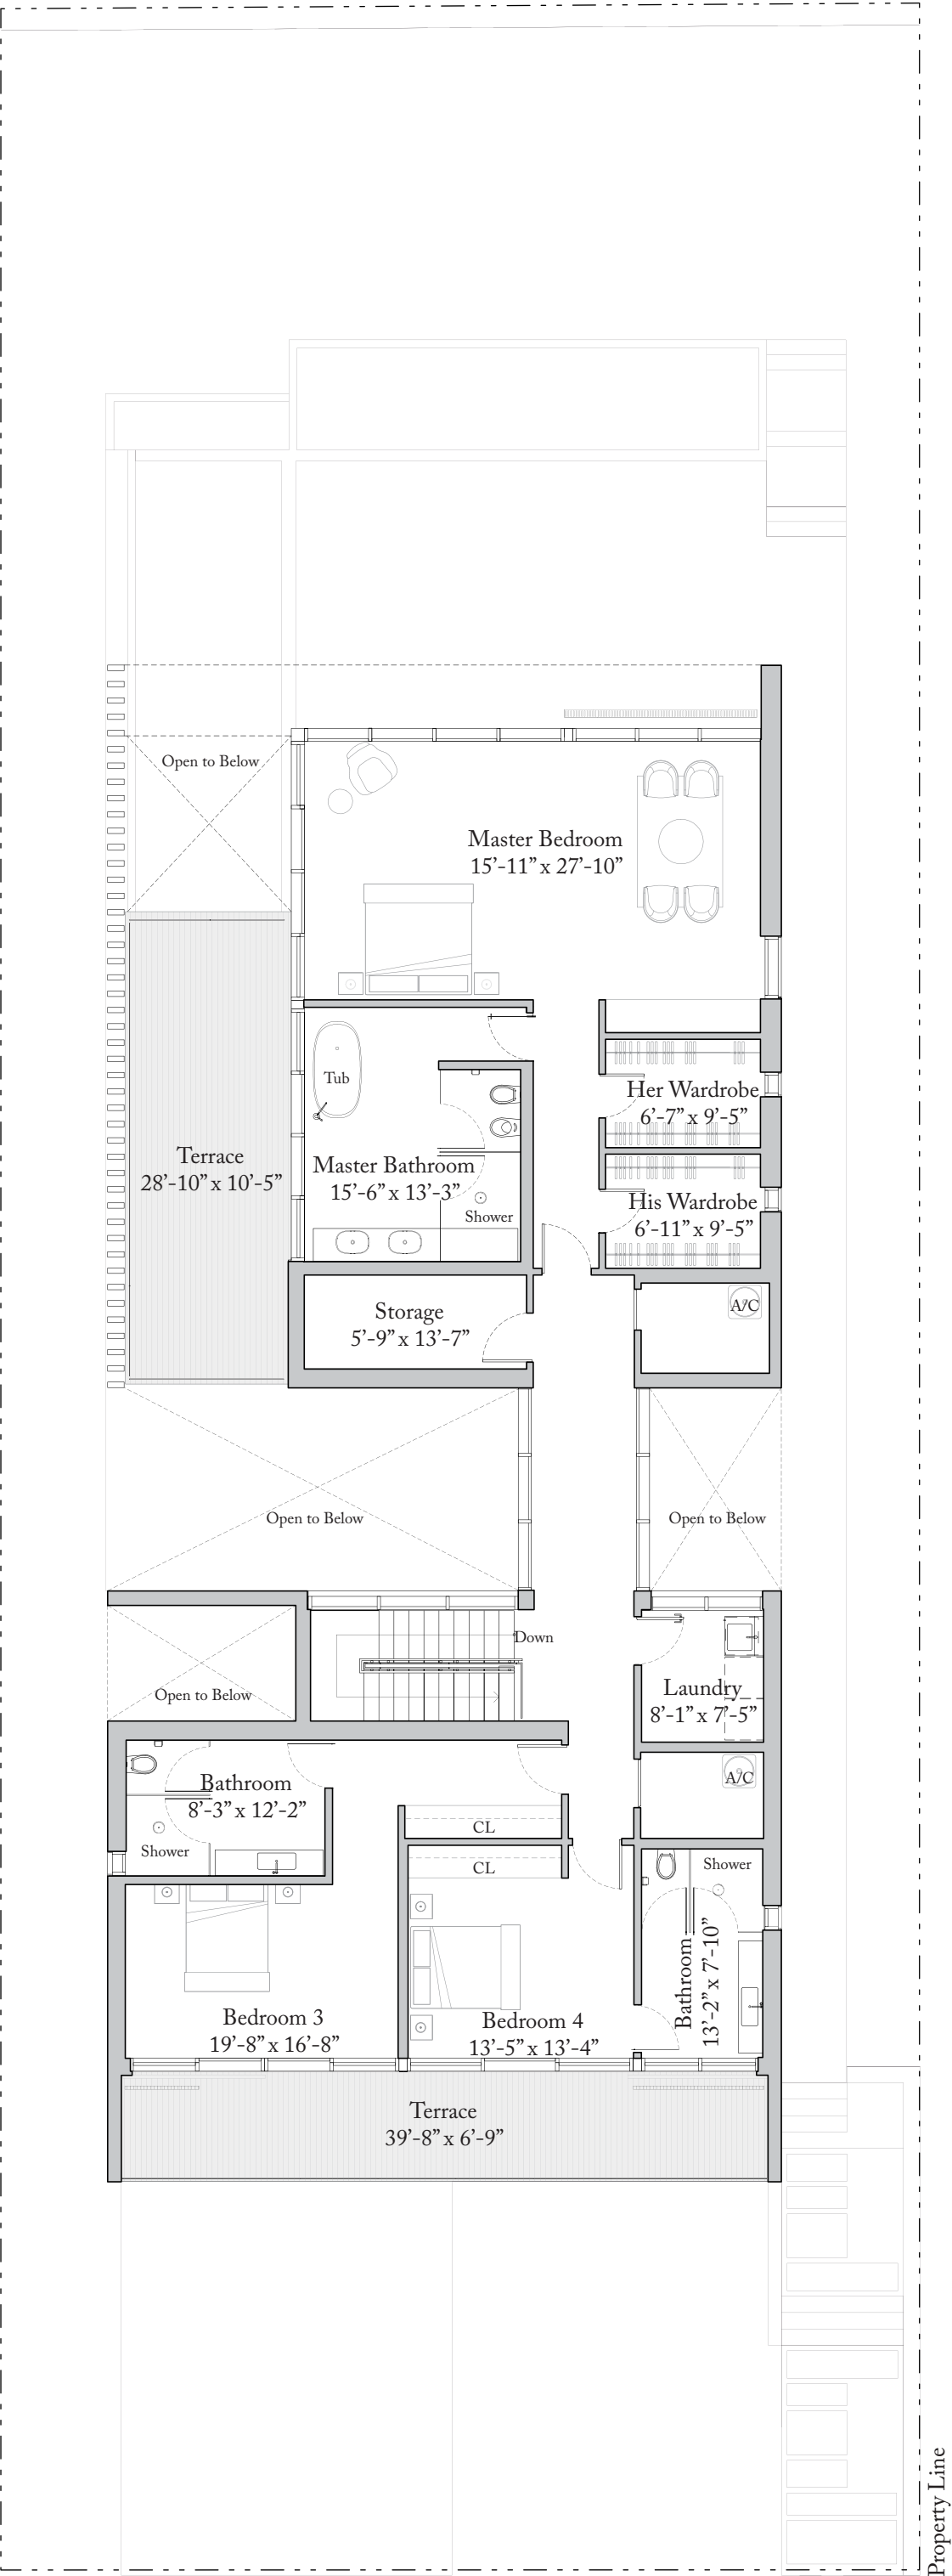 Open to Below
Master Bedroom
15’-11” x 27’-10”
Tub
Her Wardrobe
6’-7” x 9’-5”
Terrace
28’-10” x 10’-5”
Master Bathroom
15’-6” x 13’-3”
Shower
His Wardrobe
6’-11” x 9’-5”
Storage
5’-9” x 13’-7”
A/C
Open to Below
Open to Below
Down
Open to Below
Laundry
8’-1” x 7’-5”
Bathroom
8’-3” x 12’-2”
A/C
CL
Shower
CL
Shower
Bathroom
13’-2” x 7’-10”
Bedroom 3
19’-8” x 16’-8”
Bedroom 4
13’-5” x 13’-4”
Terrace
39’-8” x 6’-9”
Property Line